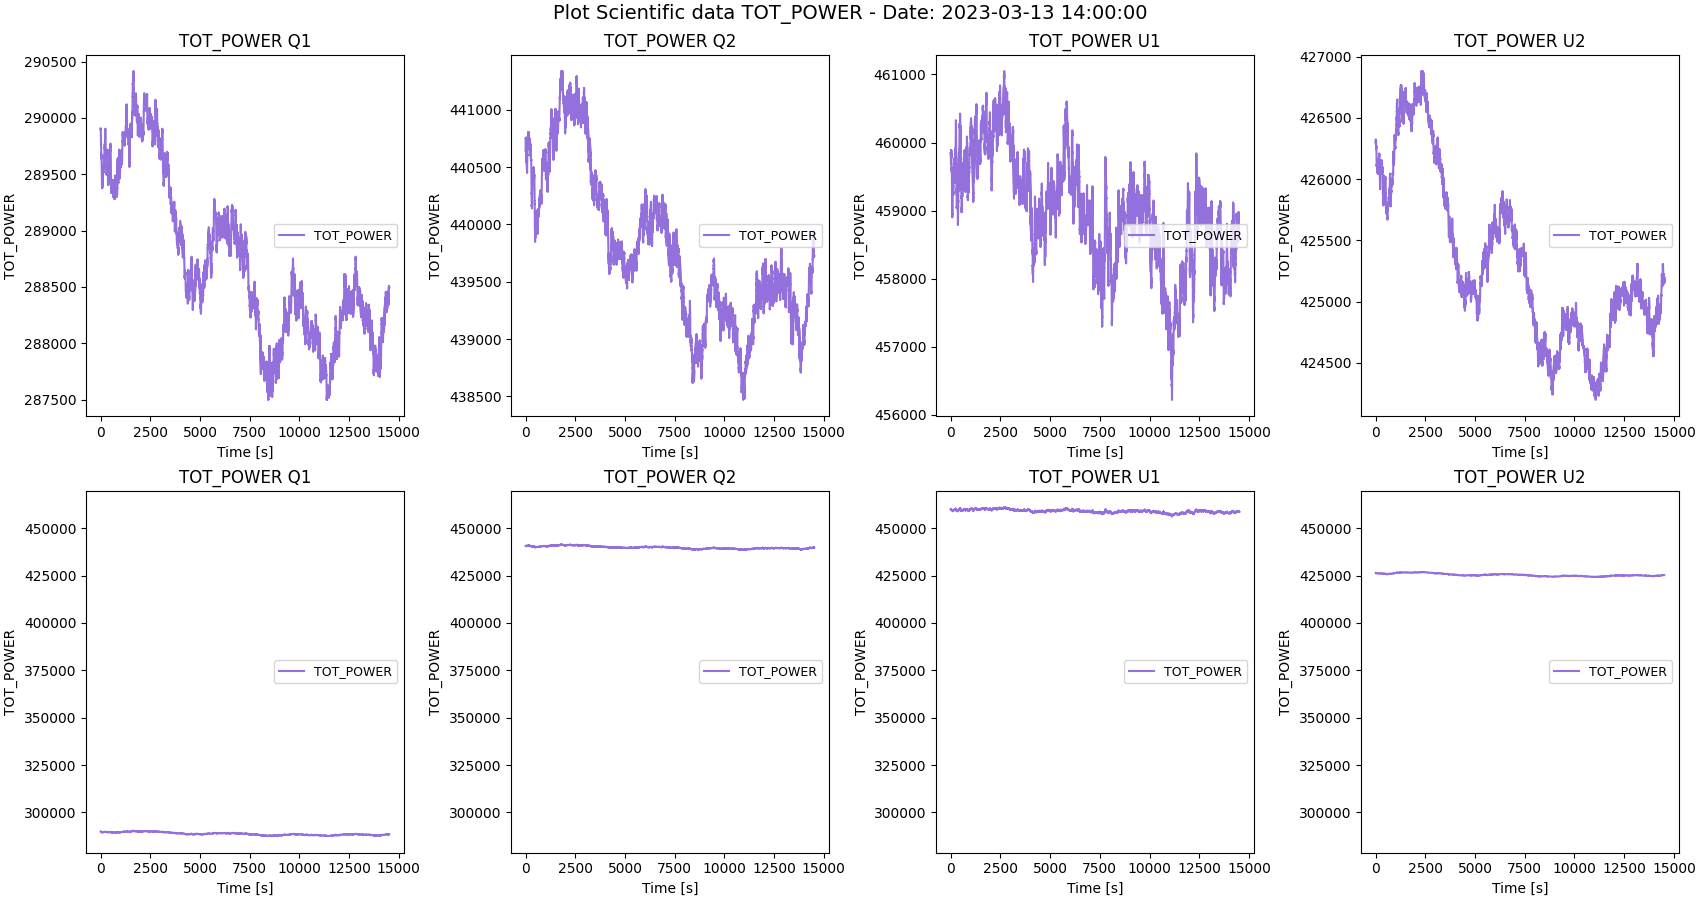 Plot Scientific data TOT_POWER - Date: 2023-03-13 14:00:00
TOT_POWER Q1
TOT_POWER
290500
290000
289500
289000
288500
288000
287500
TOT_POWER
0 2500 5000 7500 10000 12500 15000
Time [s]
TOT_POWER Q2
TOT_POWER
441000
440500
440000
439500
439000
438500
TOT_POWER
0 2500 5000 7500 10000 12500 15000
Time [s]
TOT_POWER U1
TOT_POWER
461000
460000
459000
458000
457000
456000
TOT_POWER
0 2500 5000 7500 10000 12500 15000
Time [s]
TOT_POWER U2
TOT_POWER
427000
426500
426000
425500
425000
424500
TOT_POWER
0 2500 5000 7500 10000 12500 15000
Time [s]
TOT_POWER Q1
TOT_POWER
450000
425000
400000
375000
350000
325000
300000
TOT_POWER
0 2500 5000 7500 10000 12500 15000
Time [s]
TOT_POWER Q2
TOT_POWER
450000
425000
400000
375000
350000
325000
300000
TOT_POWER
0 2500 5000 7500 10000 12500 15000
Time [s]
TOT_POWER U1
TOT_POWER
450000
425000
400000
375000
350000
325000
300000
TOT_POWER
0 2500 5000 7500 10000 12500 15000
Time [s]
TOT_POWER U2
TOT_POWER
450000
425000
400000
375000
350000
325000
300000
TOT_POWER
0 2500 5000 7500 10000 12500 15000
Time [s]